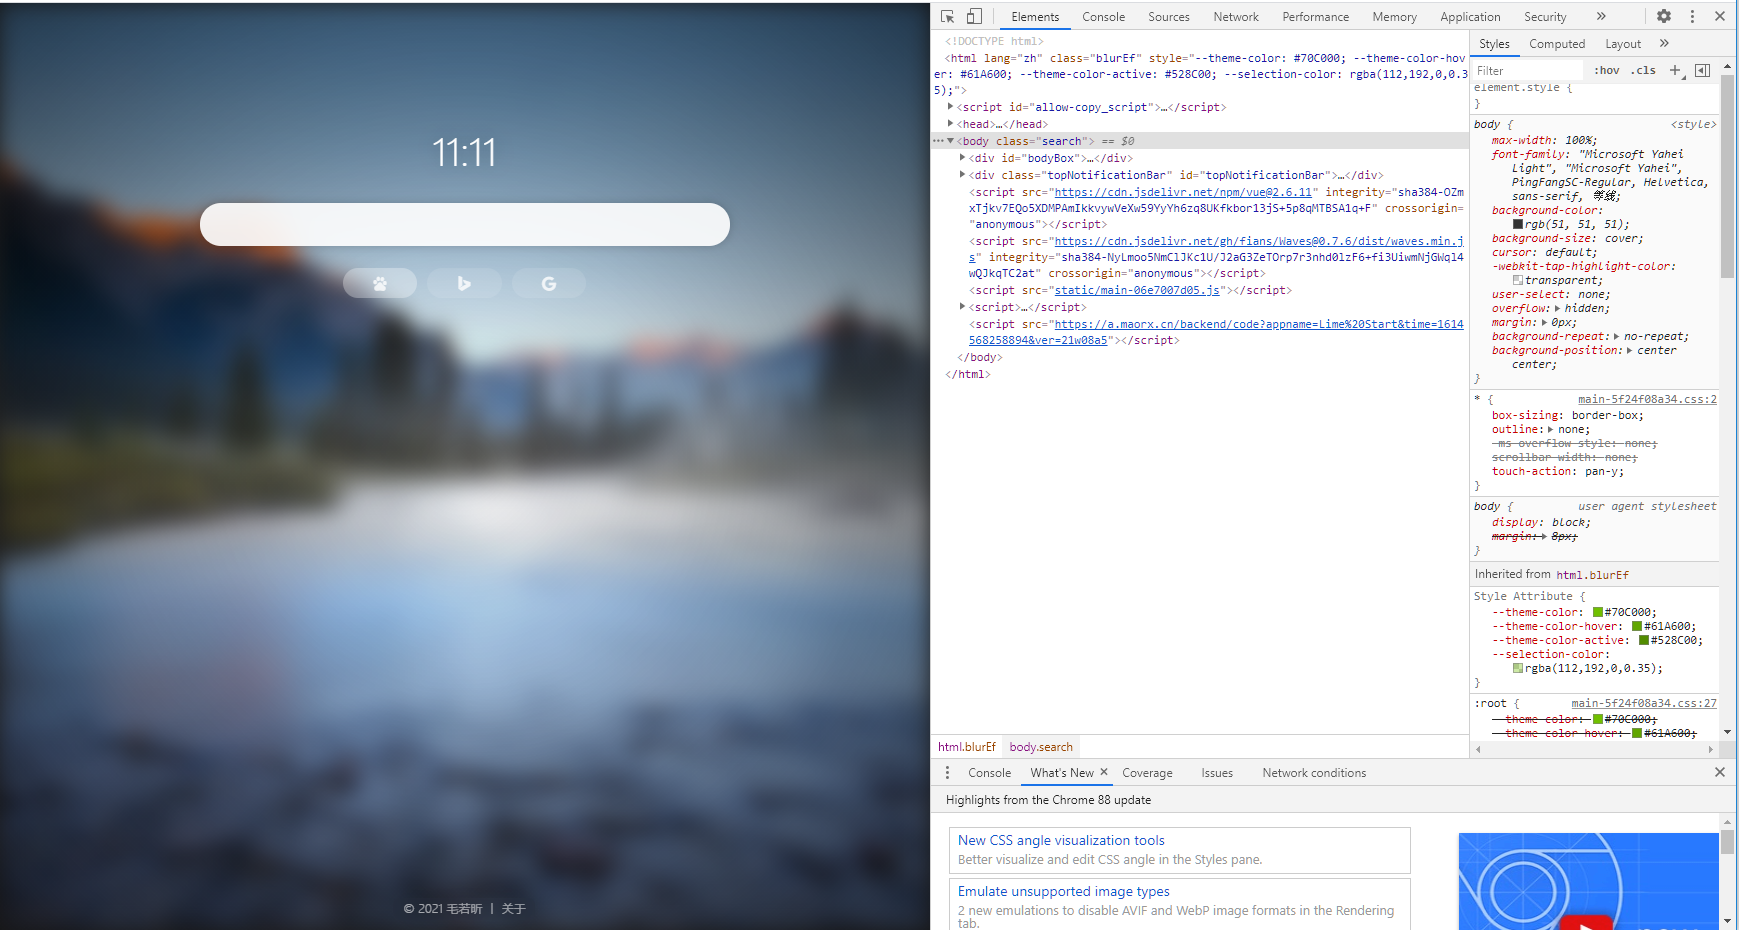 11:11
© 2021 毛若昕 | 关于
Elements Console Sources Network Performance Memory Application Security »
<!DOCTYPE html>
<html lang="zh" class="blurEf" style="--theme-color: #70C000; --theme-color-hov
er: #61A600; --theme-color-active: #528C00; --selection-color: rgba(112,192,0,0.3
5);">
<script id="allow-copy_script">…</script>
<head>…</head>
<body class="search"> == $0
<div id="bodyBox">…</div>
<div class="topNotificationBar" id="topNotificationBar">…</div>
<script src="https://cdn.jsdelivr.net/npm/vue@2.6.11" integrity="sha384-OZm
xTjkv7EQo5XDMPAmIkkvywVeXw59YyYh6zq8UKfkbor13jS+5p8qMTBSA1q+F" crossorigin=
"anonymous"></script>
<script src="https://cdn.jsdelivr.net/gh/fians/Waves@0.7.6/dist/waves.min.j
s" integrity="sha384-NyLmoo5NmClJKc1U/J2aG3ZeTOrp7r3nhd0lzF6+fi3UiwmNjGWql4
wQJkqTC2at" crossorigin="anonymous"></script>
<script src="static/main-06e7007d05.js"></script>
<script>…</script>
<script src="https://a.maorx.cn/backend/code?appname=Lime%20Start&time=1614
568258894&ver=21w08a5"></script>
</body>
</html>
html.blurEf body.search
Styles Computed Layout »
Filter :hov .cls
element.style {
}
body { <style>
max-width: 100%;
font-family: "Microsoft Yahei
Light", "Microsoft Yahei",
PingFangSC-Regular, Helvetica,
sans-serif, 等线;
background-color:
rgb(51, 51, 51);
background-size: cover;
cursor: default;
-webkit-tap-highlight-color:
transparent;
user-select: none;
overflow: hidden;
margin: 0px;
background-repeat: no-repeat;
background-position: center
center;
}
* { main-5f24f08a34.css:2
box-sizing: border-box;
outline: none;
-ms-overflow-style: none;
scrollbar-width: none;
touch-action: pan-y;
}
body { user agent stylesheet
display: block;
margin: 8px;
}
Inherited from html.blurEf
Style Attribute {
--theme-color: #70C000;
--theme-color-hover: #61A600;
--theme-color-active: #528C00;
--selection-color:
rgba(112,192,0,0.35);
}
:root { main-5f24f08a34.css:27
--theme-color: #70C000;
--theme-color-hover: #61A600;
Console What's New Coverage Issues Network conditions
Highlights from the Chrome 88 update
New CSS angle visualization tools
Better visualize and edit CSS angle in the Styles pane.
Emulate unsupported image types
2 new emulations to disable AVIF and WebP image formats in the Rendering
tab.